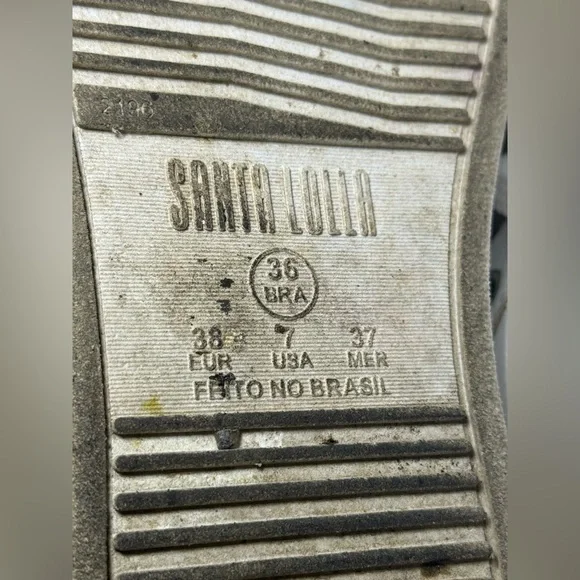 2196
SANTA LOLLA
36
BRA
38 7 37
EUR USA MER
FEITO NO BRASIL